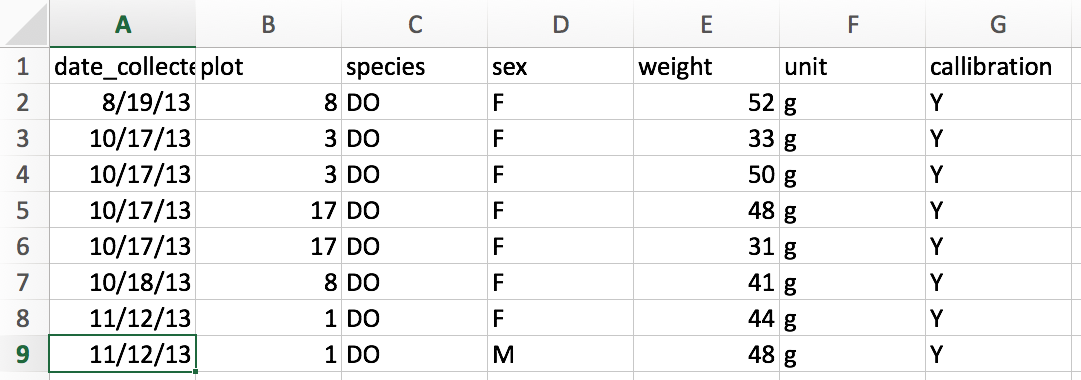 A B C D E F G
1 date_collecte plot species sex weight unit callibration
2 8/19/13 8 DO F 52 g Y
3 10/17/13 3 DO F 33 g Y
4 10/17/13 3 DO F 50 g Y
5 10/17/13 17 DO F 48 g Y
6 10/17/13 17 DO F 31 g Y
7 10/18/13 8 DO F 41 g Y
8 11/12/13 1 DO F 44 g Y
9 11/12/13 1 DO M 48 g Y